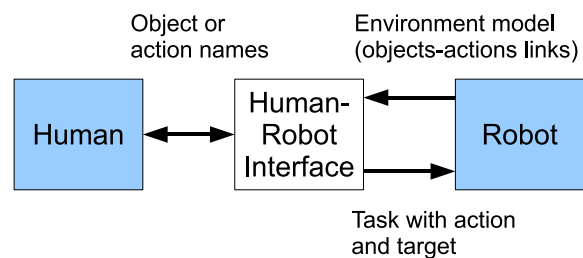 Object or
action names
Environment model
(objects-actions links)
Human
Human-
Robot
Interface
Robot
Task with action
and target